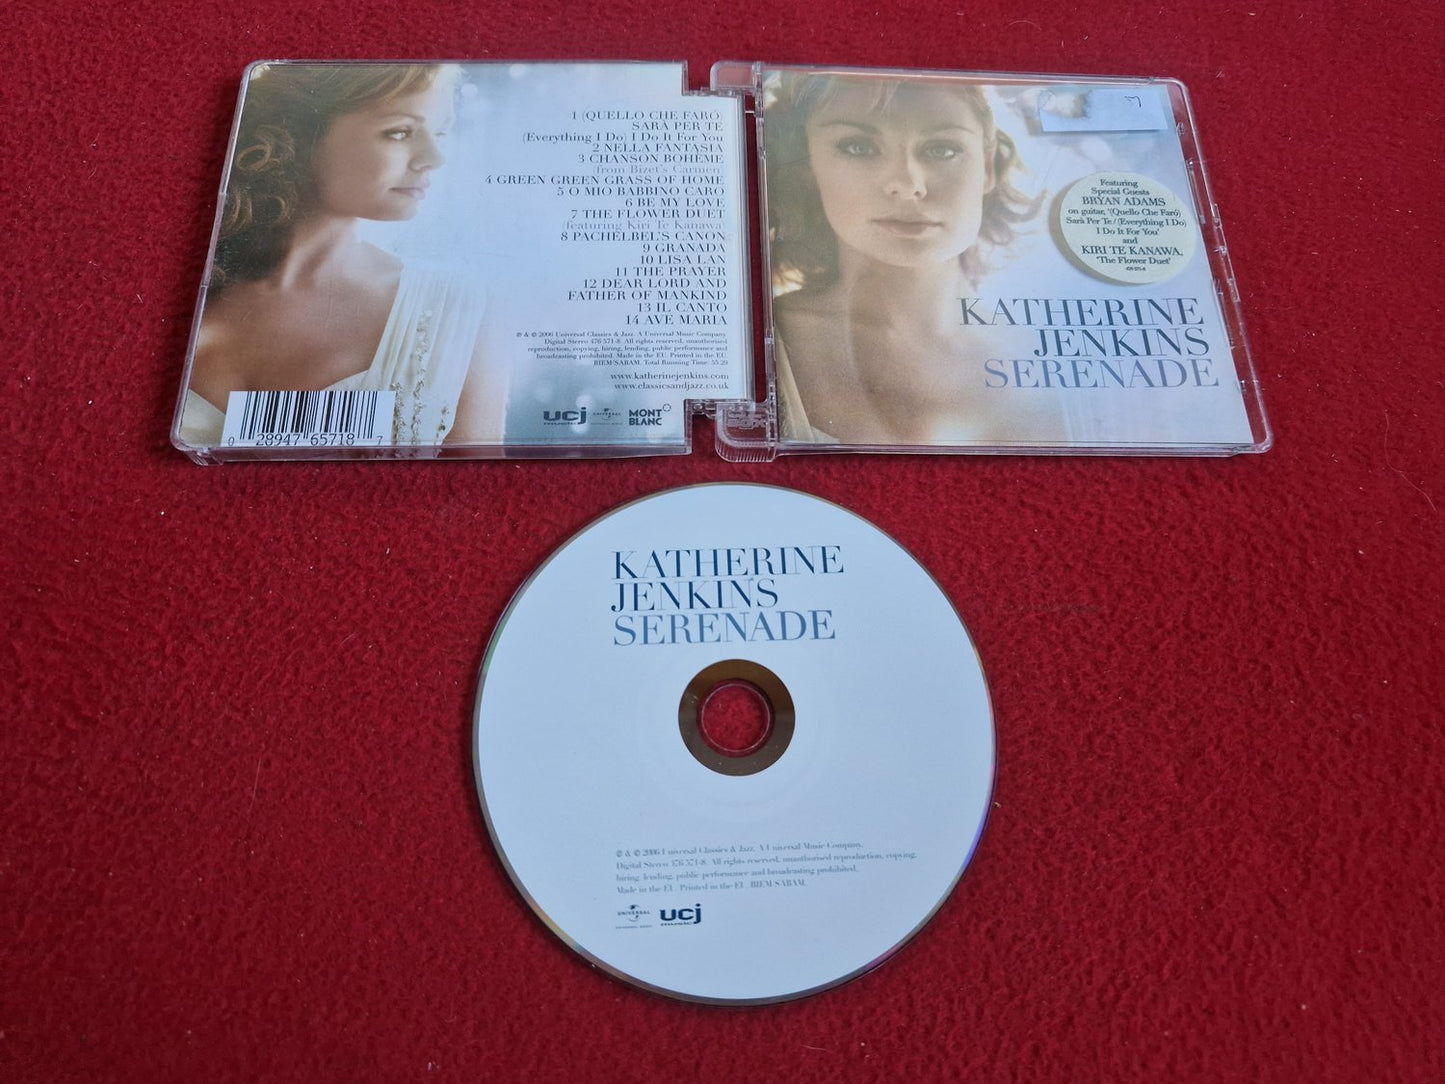 1 (QUELLO CHE FARÓ)
SARÀ PER TE
(Everything I Do) I Do It For You
2 NELLA FANTASIA
3 CHANSON BOHÈME
from Bizet's 'Carmen'
4 GREEN GREEN GRASS OF HOME
5 O MIO BABBINO CARO
6 BE MY LOVE
7 THE FLOWER DUET
featuring Kiri Te Kanawa
8 PACHELBEL'S CANON
9 GRANADA
10 LISA LAN
11 THE PRAYER
12 DEAR LORD AND
FATHER OF MANKIND
13 IL CANTO
14 AVE MARIA
℗ & © 2006 Universal Classics & Jazz. A Universal Music Company.
Digital Stereo 476 571-8. All rights reserved, unauthorised
reproduction, copying, hiring, lending, public performance and
broadcasting prohibited. Made in the EU. Printed in the EU.
BIEM/SABAM. Total Running Time: 55.29
www.katherinejenkins.com
www.classicsandjazz.co.uk
ucj
UNIVERSAL
MONT
BLANC
0 28947 65718 7
Featuring
Special Guests
BRYAN ADAMS
on guitar, '(Quello Che Faró)
Sarà Per Te / (Everything I Do)
I Do It For You'
and
KIRI TE KANAWA,
'The Flower Duet'
476 571-8
KATHERINE
JENKINS
SERENADE
KATHERINE
JENKINS
SERENADE
℗ & © 2006 Universal Classics & Jazz. A Universal Music Company.
Digital Stereo 476 571-8. All rights reserved, unauthorised reproduction, copying,
hiring, lending, public performance and broadcasting prohibited.
Made in the EU. Printed in the EU. BIEM/SABAM.
UNIVERSAL
ucj